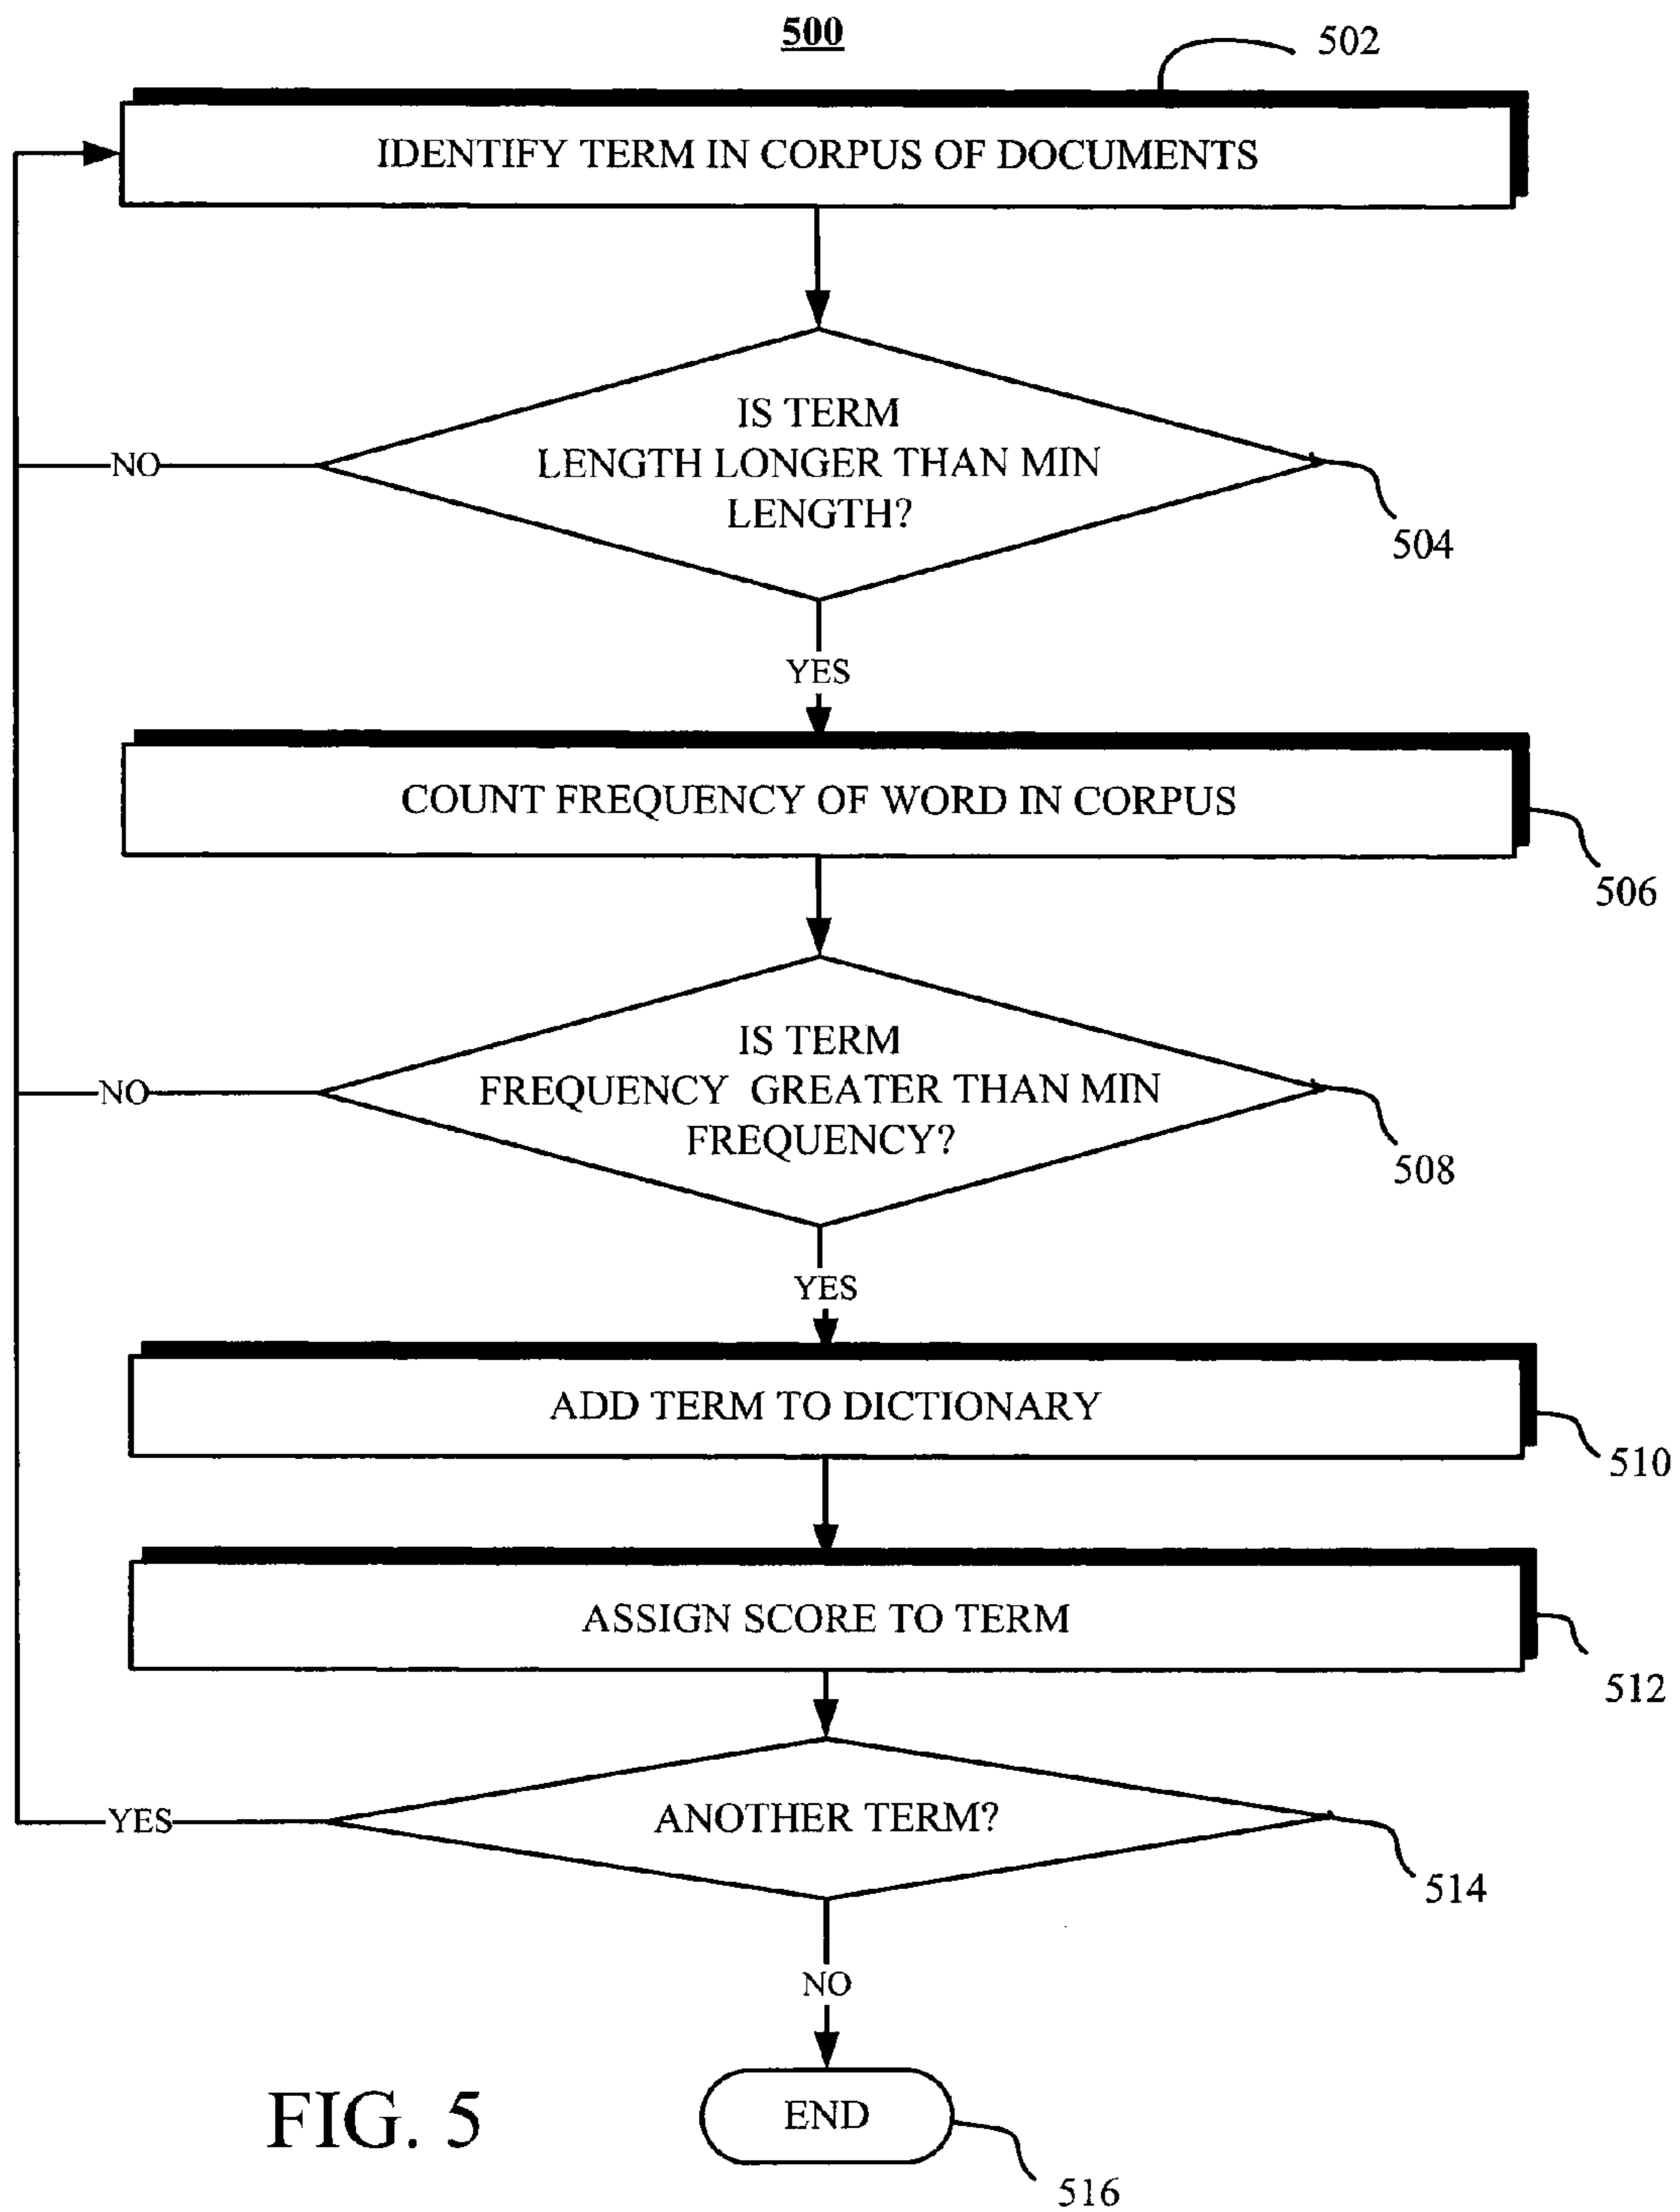 500
502
IDENTIFY TERM IN CORPUS OF DOCUMENTS
IS TERM
LENGTH LONGER THAN MIN
LENGTH?
NO
504
YES
COUNT FREQUENCY OF WORD IN CORPUS
506
IS TERM
FREQUENCY GREATER THAN MIN
FREQUENCY?
NO
508
YES
ADD TERM TO DICTIONARY
510
ASSIGN SCORE TO TERM
512
ANOTHER TERM?
YES
514
NO
END
516
FIG. 5